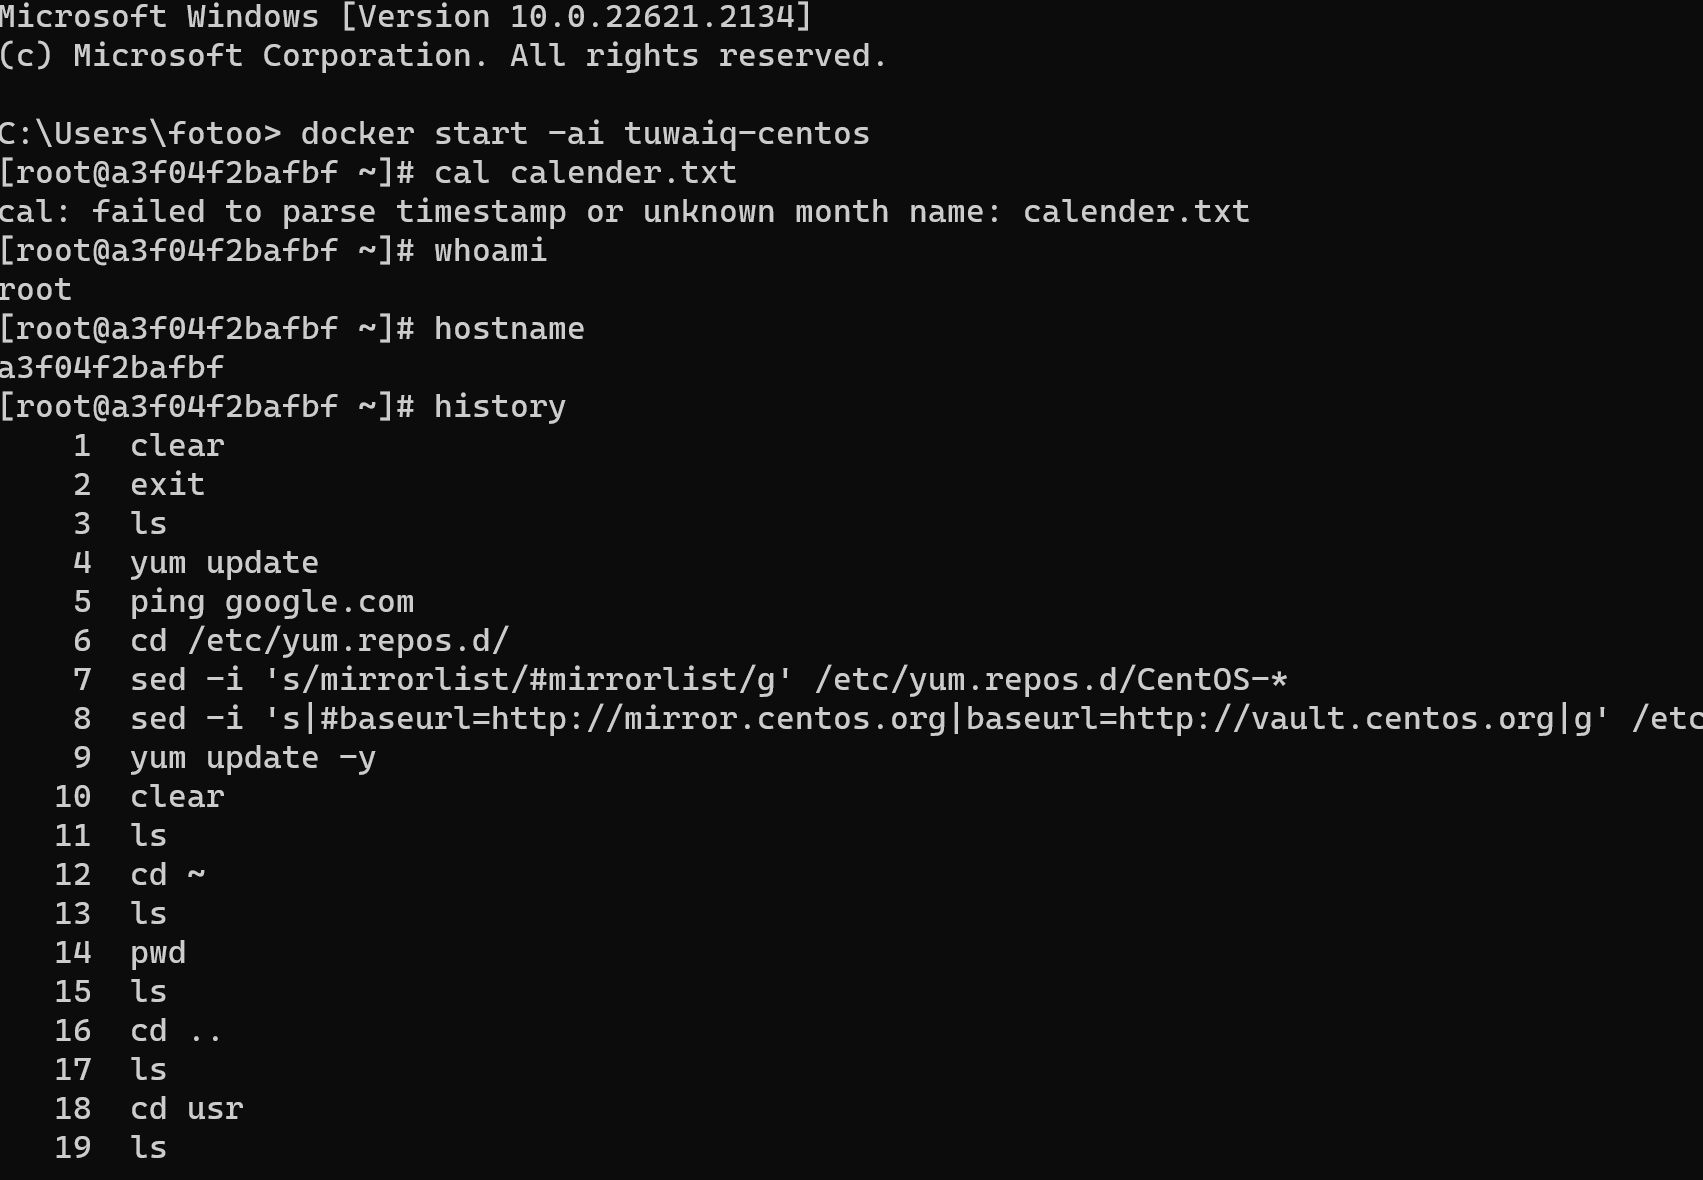 Microsoft Windows [Version 10.0.22621.2134]
(c) Microsoft Corporation. All rights reserved.
C:\Users\fotoo> docker start -ai tuwaiq-centos
[root@a3f04f2bafbf ~]# cal calender.txt
cal: failed to parse timestamp or unknown month name: calender.txt
[root@a3f04f2bafbf ~]# whoami
root
[root@a3f04f2bafbf ~]# hostname
a3f04f2bafbf
[root@a3f04f2bafbf ~]# history
1 clear
2 exit
3 ls
4 yum update
5 ping google.com
6 cd /etc/yum.repos.d/
7 sed -i 's/mirrorlist/#mirrorlist/g' /etc/yum.repos.d/CentOS-*
8 sed -i 's|#baseurl=http://mirror.centos.org|baseurl=http://vault.centos.org|g' /etc
9 yum update -y
10 clear
11 ls
12 cd ~
13 ls
14 pwd
15 ls
16 cd ..
17 ls
18 cd usr
19 ls